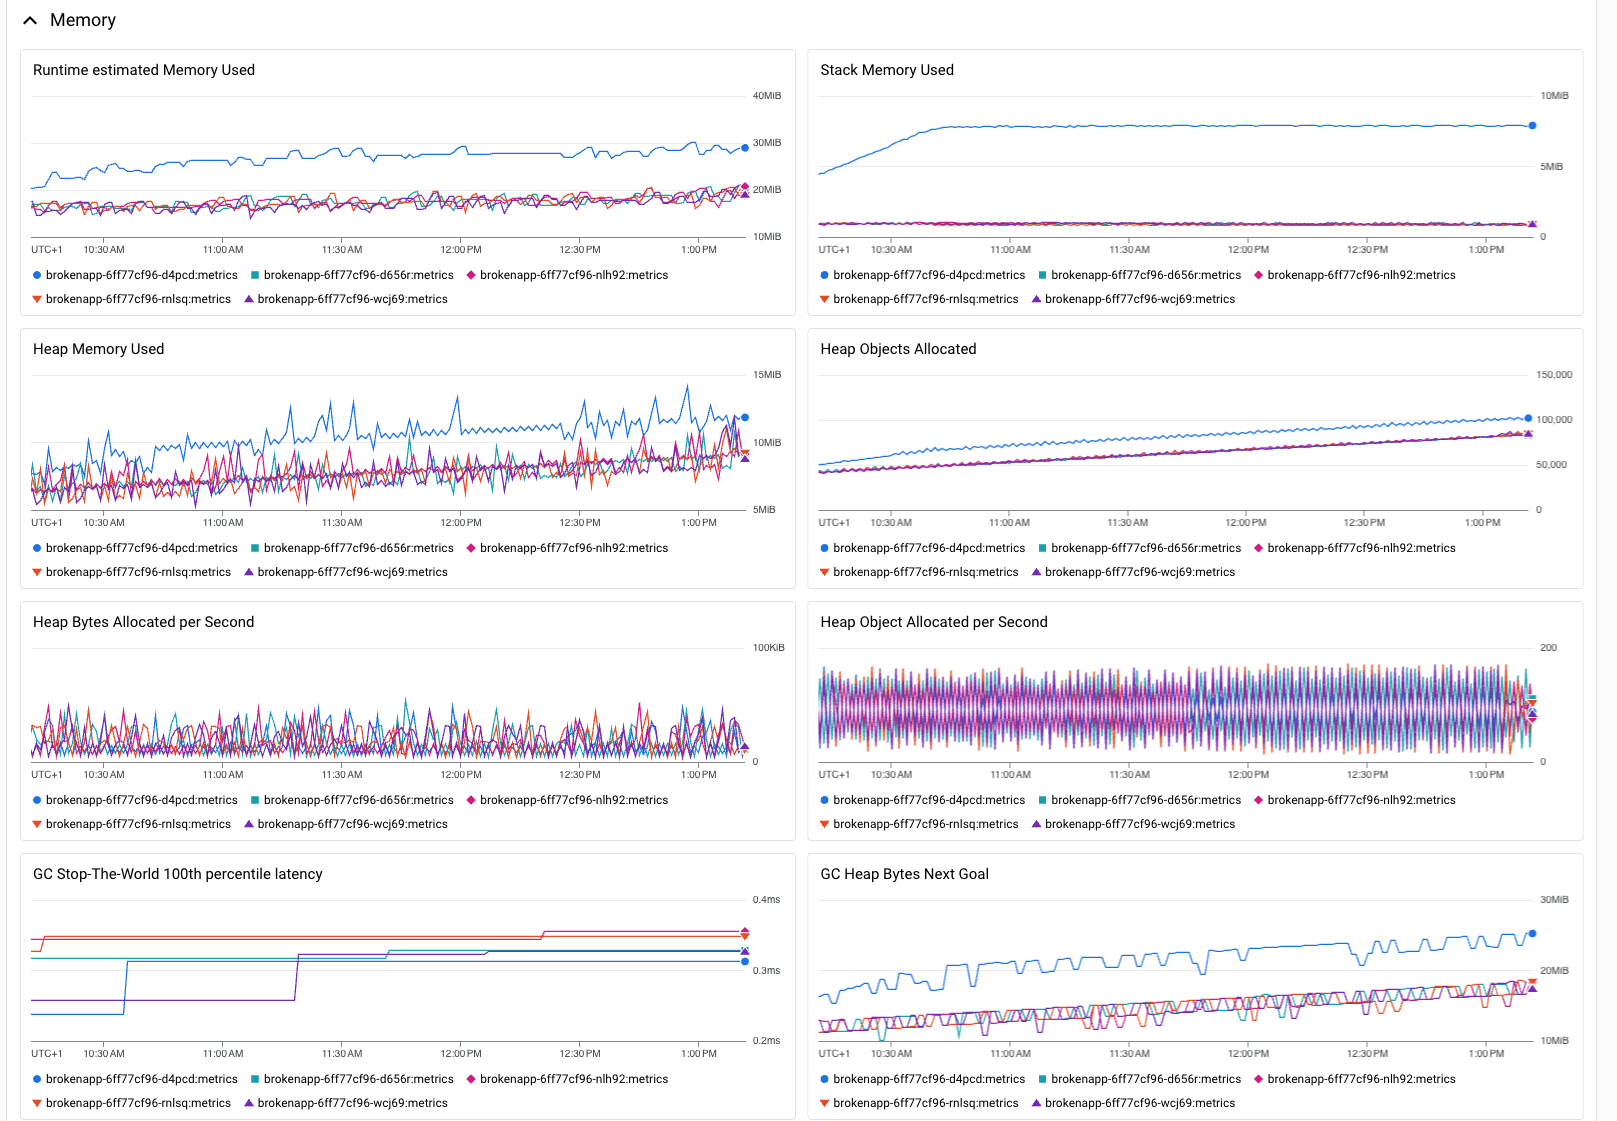 Memory
Runtime estimated Memory Used
40MiB
30MiB
20MiB
10MiB
UTC+1 10:30 AM 11:00 AM 11:30 AM 12:00 PM 12:30 PM 1:00 PM
brokenapp-6ff77cf96-d4pcd:metrics brokenapp-6ff77cf96-d656r:metrics brokenapp-6ff77cf96-nlh92:metrics
brokenapp-6ff77cf96-rnlsq:metrics brokenapp-6ff77cf96-wcj69:metrics
Stack Memory Used
10MiB
5MiB
0
UTC+1 10:30 AM 11:00 AM 11:30 AM 12:00 PM 12:30 PM 1:00 PM
brokenapp-6ff77cf96-d4pcd:metrics brokenapp-6ff77cf96-d656r:metrics brokenapp-6ff77cf96-nlh92:metrics
brokenapp-6ff77cf96-rnlsq:metrics brokenapp-6ff77cf96-wcj69:metrics
Heap Memory Used
15MiB
10MiB
5MiB
UTC+1 10:30 AM 11:00 AM 11:30 AM 12:00 PM 12:30 PM 1:00 PM
brokenapp-6ff77cf96-d4pcd:metrics brokenapp-6ff77cf96-d656r:metrics brokenapp-6ff77cf96-nlh92:metrics
brokenapp-6ff77cf96-rnlsq:metrics brokenapp-6ff77cf96-wcj69:metrics
Heap Objects Allocated
150,000
100,000
50,000
0
UTC+1 10:30 AM 11:00 AM 11:30 AM 12:00 PM 12:30 PM 1:00 PM
brokenapp-6ff77cf96-d4pcd:metrics brokenapp-6ff77cf96-d656r:metrics brokenapp-6ff77cf96-nlh92:metrics
brokenapp-6ff77cf96-rnlsq:metrics brokenapp-6ff77cf96-wcj69:metrics
Heap Bytes Allocated per Second
100KiB
0
UTC+1 10:30 AM 11:00 AM 11:30 AM 12:00 PM 12:30 PM 1:00 PM
brokenapp-6ff77cf96-d4pcd:metrics brokenapp-6ff77cf96-d656r:metrics brokenapp-6ff77cf96-nlh92:metrics
brokenapp-6ff77cf96-rnlsq:metrics brokenapp-6ff77cf96-wcj69:metrics
Heap Object Allocated per Second
200
0
UTC+1 10:30 AM 11:00 AM 11:30 AM 12:00 PM 12:30 PM 1:00 PM
brokenapp-6ff77cf96-d4pcd:metrics brokenapp-6ff77cf96-d656r:metrics brokenapp-6ff77cf96-nlh92:metrics
brokenapp-6ff77cf96-rnlsq:metrics brokenapp-6ff77cf96-wcj69:metrics
GC Stop-The-World 100th percentile latency
0.4ms
0.3ms
0.2ms
UTC+1 10:30 AM 11:00 AM 11:30 AM 12:00 PM 12:30 PM 1:00 PM
brokenapp-6ff77cf96-d4pcd:metrics brokenapp-6ff77cf96-d656r:metrics brokenapp-6ff77cf96-nlh92:metrics
brokenapp-6ff77cf96-rnlsq:metrics brokenapp-6ff77cf96-wcj69:metrics
GC Heap Bytes Next Goal
30MiB
20MiB
10MiB
UTC+1 10:30 AM 11:00 AM 11:30 AM 12:00 PM 12:30 PM 1:00 PM
brokenapp-6ff77cf96-d4pcd:metrics brokenapp-6ff77cf96-d656r:metrics brokenapp-6ff77cf96-nlh92:metrics
brokenapp-6ff77cf96-rnlsq:metrics brokenapp-6ff77cf96-wcj69:metrics